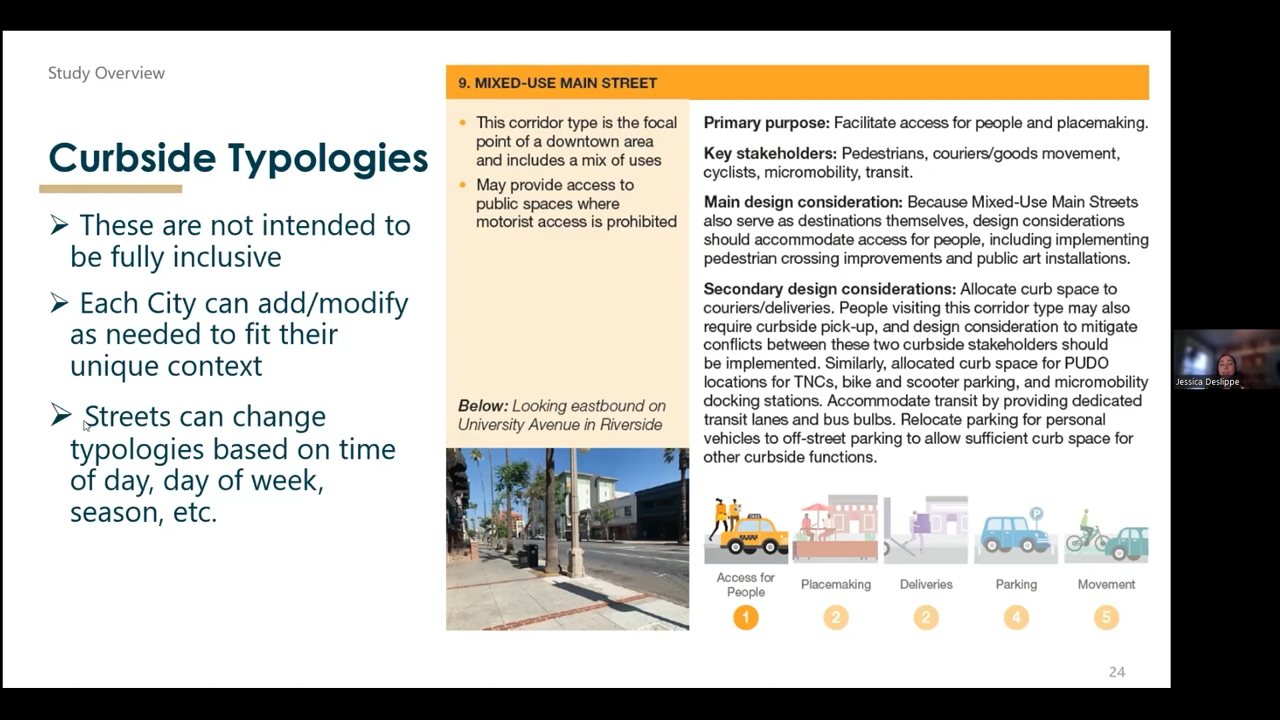 Study Overview
Curbside Typologies
➢ These are not intended to
be fully inclusive
➢ Each City can add/modify
as needed to fit their
unique context
➢ Streets can change
typologies based on time
of day, day of week,
season, etc.
9. MIXED-USE MAIN STREET
• This corridor type is the focal
point of a downtown area
and includes a mix of uses
• May provide access to
public spaces where
motorist access is prohibited
Below: Looking eastbound on
University Avenue in Riverside
Primary purpose: Facilitate access for people and placemaking.
Key stakeholders: Pedestrians, couriers/goods movement,
cyclists, micromobility, transit.
Main design consideration: Because Mixed-Use Main Streets
also serve as destinations themselves, design considerations
should accommodate access for people, including implementing
pedestrian crossing improvements and public art installations.
Secondary design considerations: Allocate curb space to
couriers/deliveries. People visiting this corridor type may also
require curbside pick-up, and design consideration to mitigate
conflicts between these two curbside stakeholders should
be implemented. Similarly, allocated curb space for PUDO
locations for TNCs, bike and scooter parking, and micromobility
docking stations. Accommodate transit by providing dedicated
transit lanes and bus bulbs. Relocate parking for personal
vehicles to off-street parking to allow sufficient curb space for
other curbside functions.
P
Access for
People
Placemaking
Deliveries
Parking
Movement
1
2
2
4
5
24
Jessica Deslippe